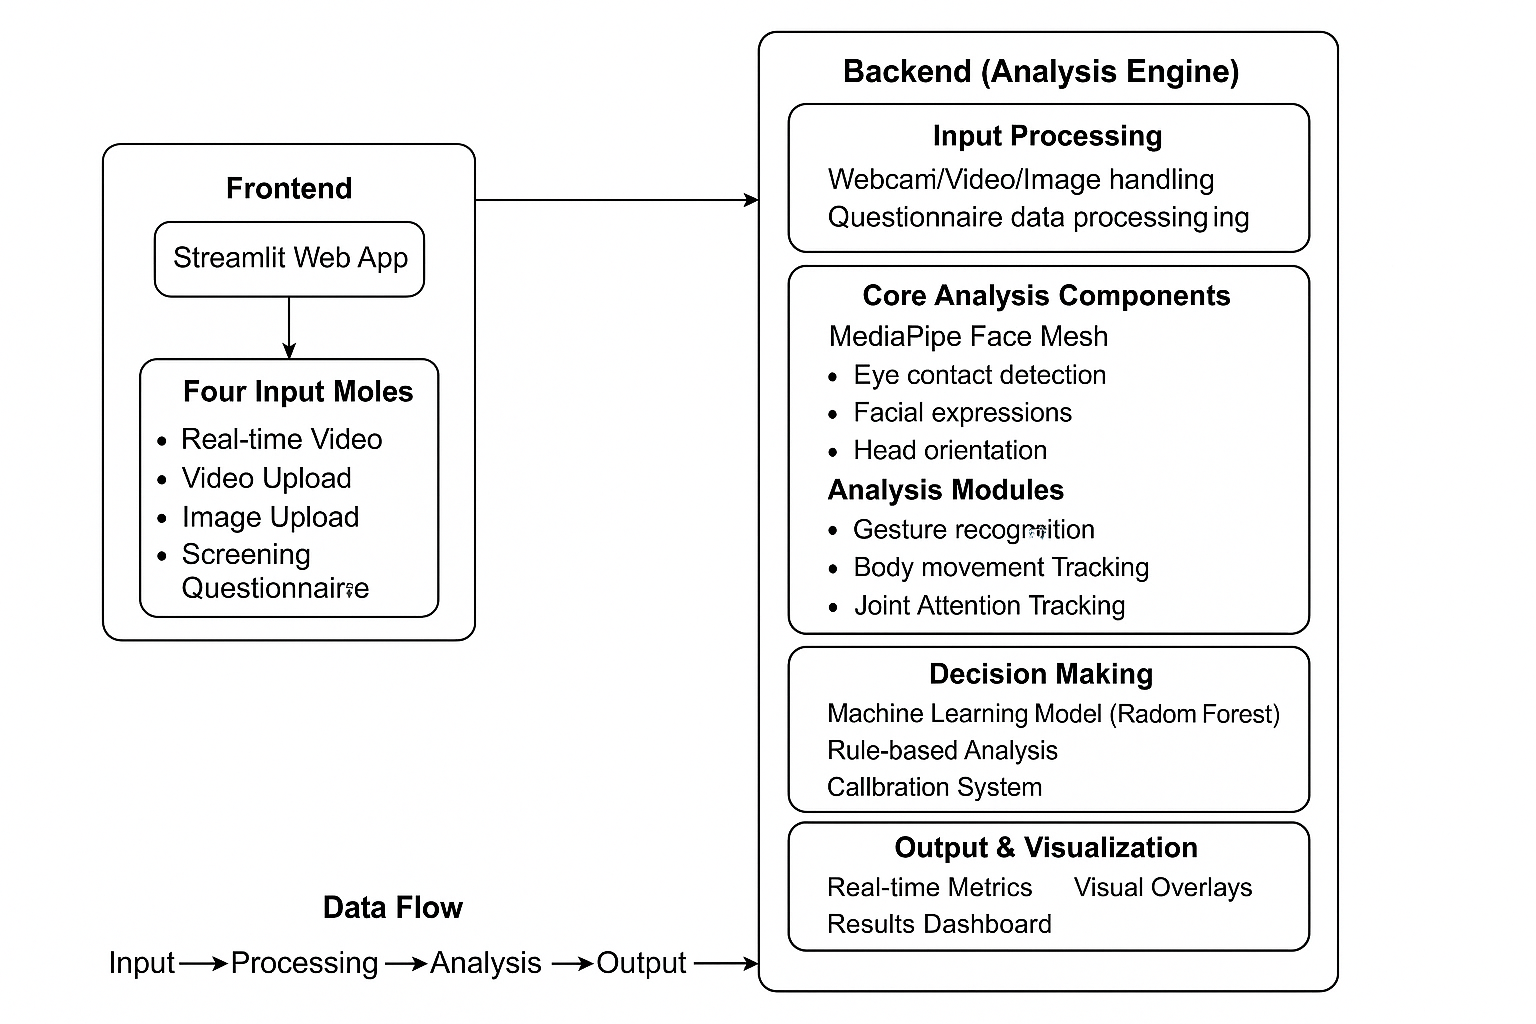 Frontend
Streamlit Web App
Four Input Moles
• Real-time Video
• Video Upload
• Image Upload
• Screening
Questionnaire
Backend (Analysis Engine)
Input Processing
Webcam/Video/Image handling
Questionnaire data processing ing
Core Analysis Components
MediaPipe Face Mesh
• Eye contact detection
• Facial expressions
• Head orientation
Analysis Modules
• Gesture recognition
• Body movement Tracking
• Joint Attention Tracking
Decision Making
Machine Learning Model (Radom Forest)
Rule-based Analysis
Callbration System
Output & Visualization
Real-time Metrics Visual Overlays
Results Dashboard
Data Flow
Input Processing Analysis Output